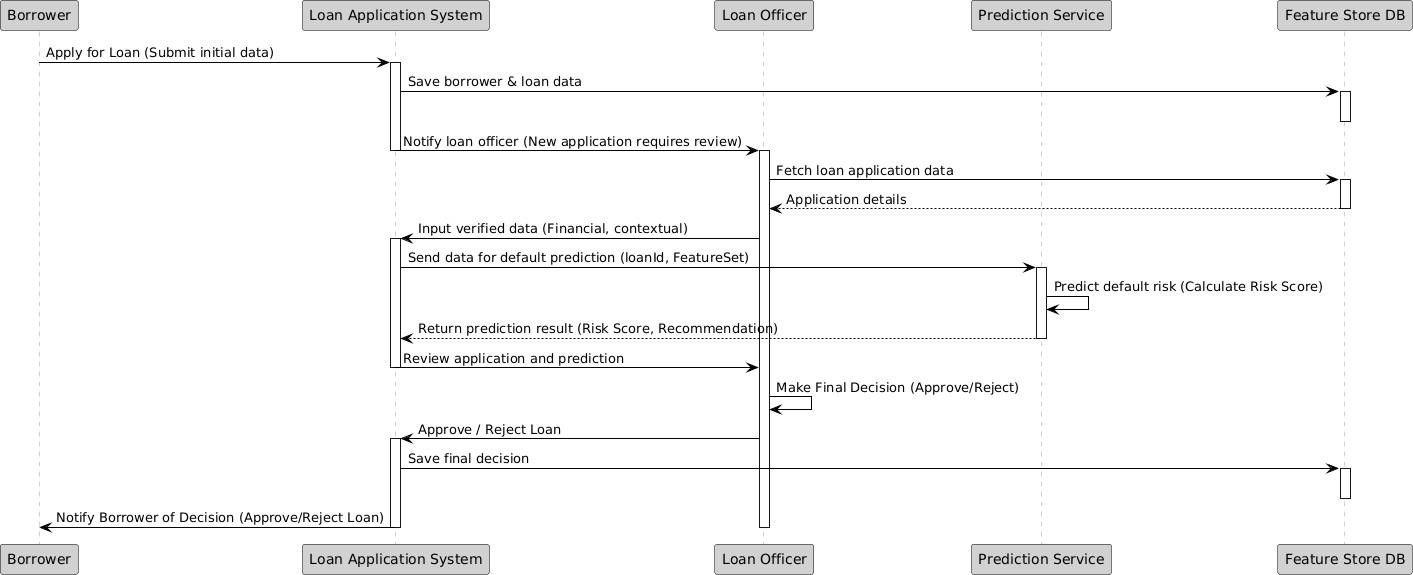 Borrower
Loan Application System
Loan Officer
Prediction Service
Feature Store DB
Apply for Loan (Submit initial data)
Save borrower & loan data
Notify loan officer (New application requires review)
Fetch loan application data
Application details
Input verified data (Financial, contextual)
Send data for default prediction (loanId, FeatureSet)
Predict default risk (Calculate Risk Score)
Return prediction result (Risk Score, Recommendation)
Review application and prediction
Make Final Decision (Approve/Reject)
Approve / Reject Loan
Save final decision
Notify Borrower of Decision (Approve/Reject Loan)
Borrower
Loan Application System
Loan Officer
Prediction Service
Feature Store DB